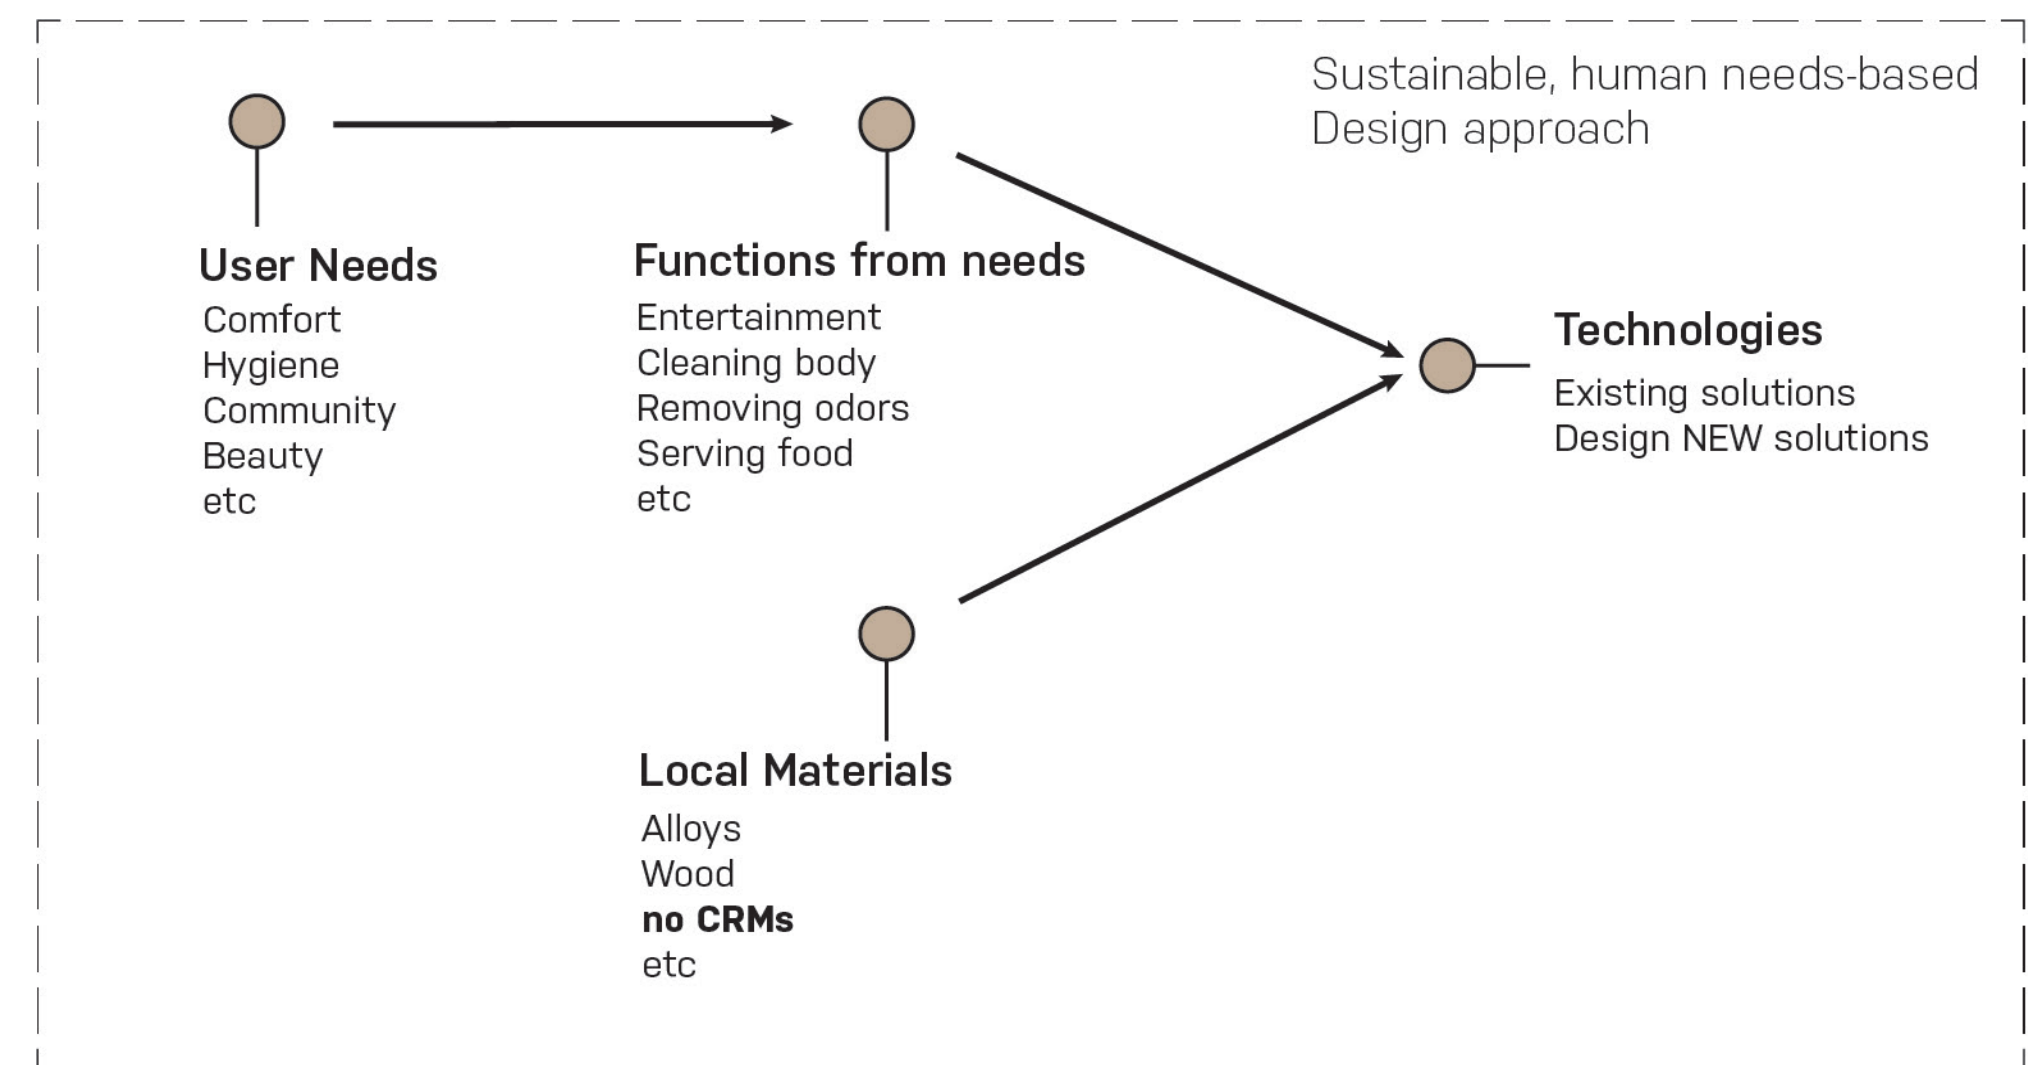 Sustainable, human needs-based
Design approach
User Needs
Comfort
Hygiene
Community
Beauty
etc
Functions from needs
Entertainment
Cleaning body
Removing odors
Serving food
etc
Technologies
Existing solutions
Design NEW solutions
Local Materials
Alloys
Wood
no CRMs
etc